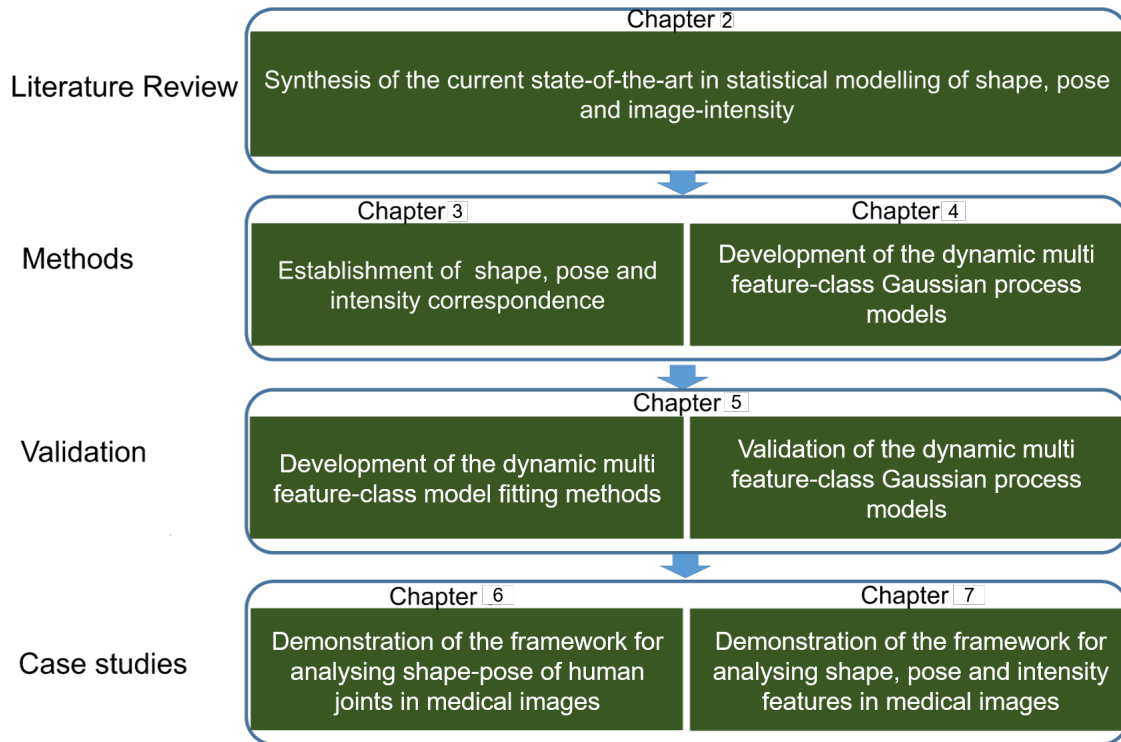 Chapter 2
Literature Review
Synthesis of the current state-of-the-art in statistical modelling of shape, pose
and image-intensity
Chapter 3
Chapter 4
Methods
Establishment of shape, pose and
intensity correspondence
Development of the dynamic multi
feature-class Gaussian process
models
Chapter 5
Validation
Development of the dynamic multi
feature-class model fitting methods
Validation of the dynamic multi
feature-class Gaussian process
models
Chapter 6
Chapter 7
Case studies
Demonstration of the framework for
analysing shape-pose of human
joints in medical images
Demonstration of the framework for
analysing shape, pose and intensity
features in medical images